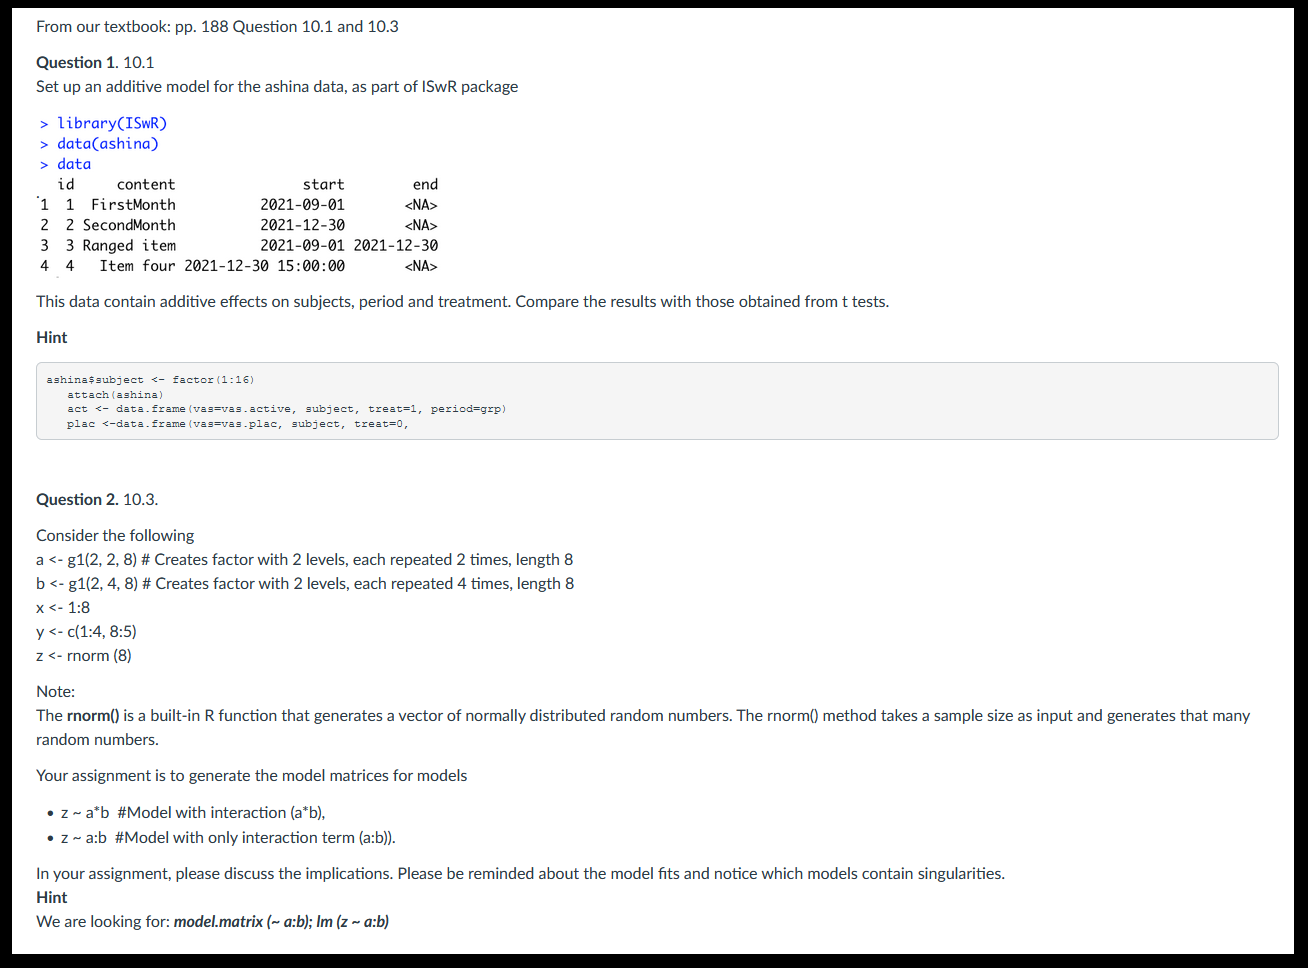 From our textbook: pp. 188 Question 10.1 and 10.3
Question 1. 10.1
Set up an additive model for the ashina data, as part of ISwR package
> library(ISwR)
> data(ashina)
> data
id content start end
1 1 FirstMonth 2021-09-01 <NA>
2 2 SecondMonth 2021-12-30 <NA>
3 3 Ranged item 2021-09-01 2021-12-30
4 4 Item four 2021-12-30 15:00:00 <NA>
This data contain additive effects on subjects, period and treatment. Compare the results with those obtained from t tests.
Hint
ashina$subject <- factor(1:16)
attach(ashina)
act <- data.frame(vas=vas.active, subject, treat=1, period=grp)
plac <-data.frame(vas=vas.plac, subject, treat=0,
Question 2. 10.3.
Consider the following
a <- g1(2, 2, 8) # Creates factor with 2 levels, each repeated 2 times, length 8
b <- g1(2, 4, 8) # Creates factor with 2 levels, each repeated 4 times, length 8
x <- 1:8
y <- c(1:4, 8:5)
z <- rnorm (8)
Note:
The rnorm() is a built-in R function that generates a vector of normally distributed random numbers. The rnorm() method takes a sample size as input and generates that many
random numbers.
Your assignment is to generate the model matrices for models
• z ~ a*b #Model with interaction (a*b),
• z ~ a:b #Model with only interaction term (a:b)).
In your assignment, please discuss the implications. Please be reminded about the model fits and notice which models contain singularities.
Hint
We are looking for: model.matrix (~ a:b); lm (z ~ a:b)